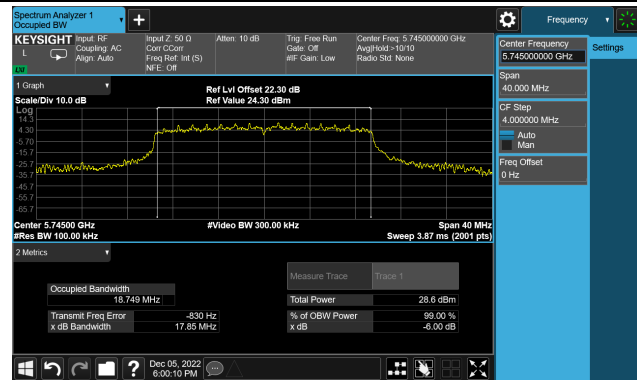 Spectrum Analyzer 1
Occupied BW
Frequency
KEYSIGHT
L
LXI
Input: RF
Coupling: AC
Align: Auto
Input Z: 50 Ω
Corr CCorr
Freq Ref: Int (S)
NFE: Off
Atten: 10 dB
Trig: Free Run
Gate: Off
#IF Gain: Low
Center Freq: 5.745000000 GHz
Avg|Hold:>10/10
Radio Std: None
1 Graph
Scale/Div 10.0 dB
Ref Lvl Offset 22.30 dB
Ref Value 24.30 dBm
Log
14.3
4.30
-5.70
-15.7
-25.7
-35.7
-45.7
-55.7
-65.7
Center 5.74500 GHz
#Video BW 300.00 kHz
Span 40 MHz
#Res BW 100.00 kHz
Sweep 3.87 ms (2001 pts)
2 Metrics
Measure Trace
Trace 1
Occupied Bandwidth
18.749 MHz
Total Power
28.6 dBm
Transmit Freq Error
-830 Hz
% of OBW Power
99.00 %
x dB Bandwidth
17.85 MHz
x dB
-6.00 dB
Dec 05, 2022
6:00:10 PM
Center Frequency
5.745000000 GHz
Settings
Span
40.000 MHz
CF Step
4.000000 MHz
Auto
Man
Freq Offset
0 Hz